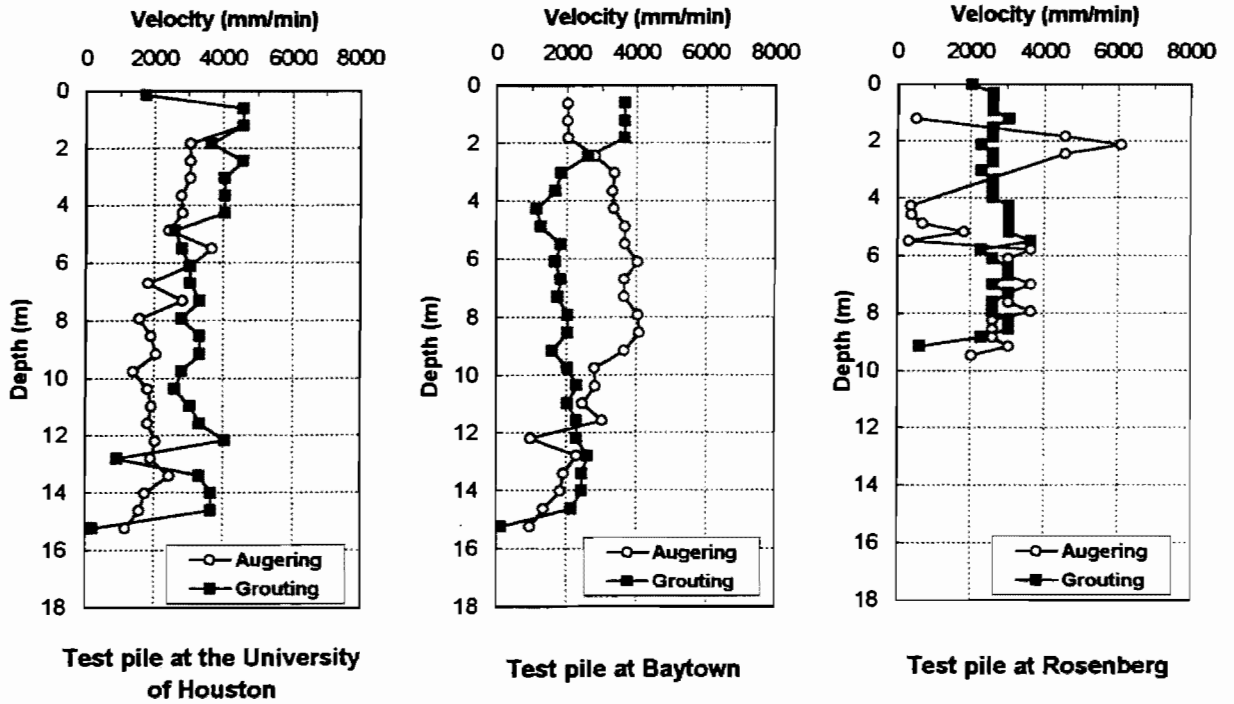 Velocity (mm/min)
0 2000 4000 6000 8000
0
2
4
6
8
10
12
14
16
18
Depth (m)
Augering
Grouting
Test pile at the University
of Houston
Velocity (mm/min)
0 2000 4000 6000 8000
0
2
4
6
8
10
12
14
16
18
Depth (m)
Augering
Grouting
Test pile at Baytown
Velocity (mm/min)
0 2000 4000 6000 8000
0
2
4
6
8
10
12
14
16
18
Depth (m)
Augering
Grouting
Test pile at Rosenberg